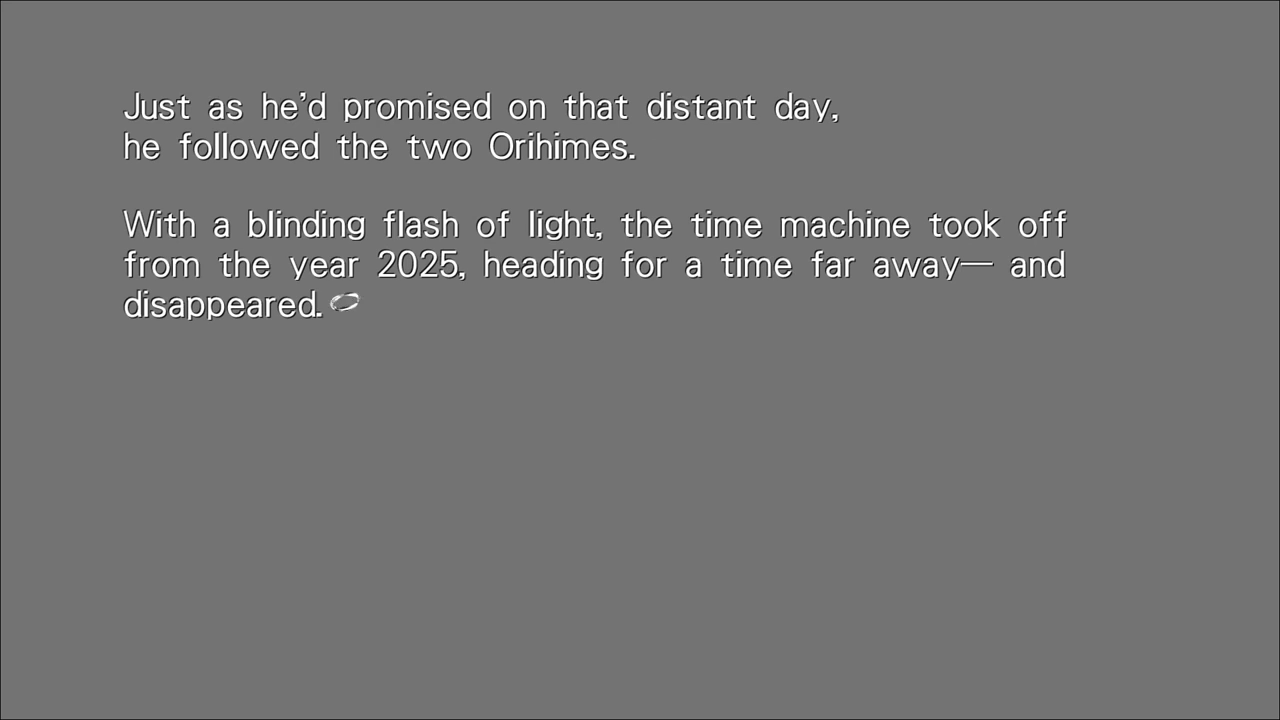 Just as he’d promised on that distant day,
he followed the two Orihimes.
With a blinding flash of light, the time machine took off
from the year 2025, heading for a time far away— and
disappeared.